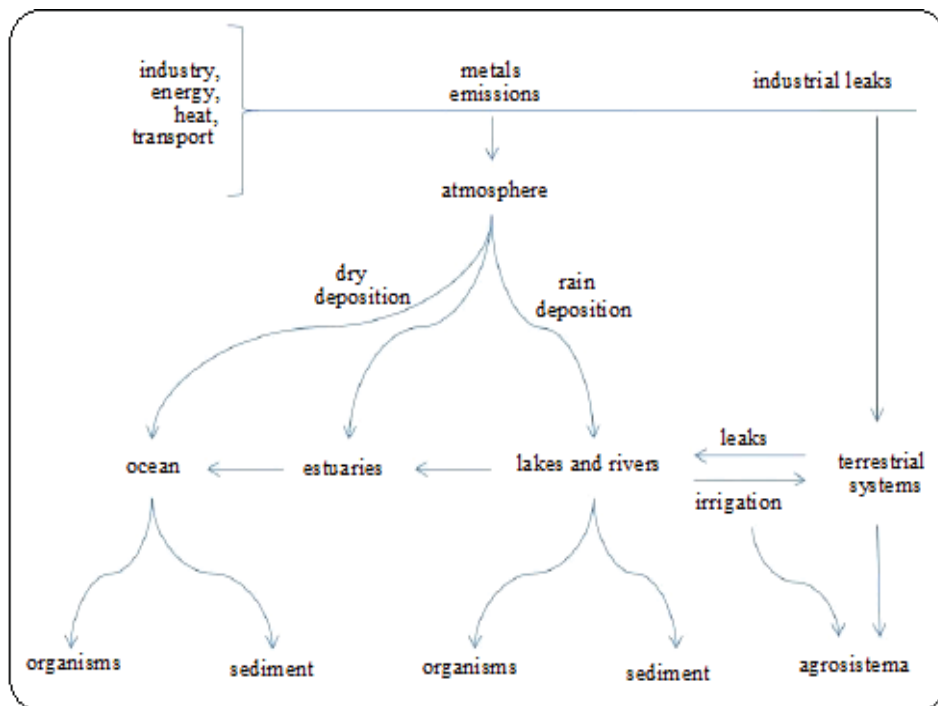 industry,
energy,
heat,
transport
metals
emissions
industrial leaks
atmosphere
dry
deposition
rain
deposition
leaks
ocean
estuaries
lakes and rivers
terrestrial
systems
irrigation
organisms
sediment
organisms
sediment
agrosistema